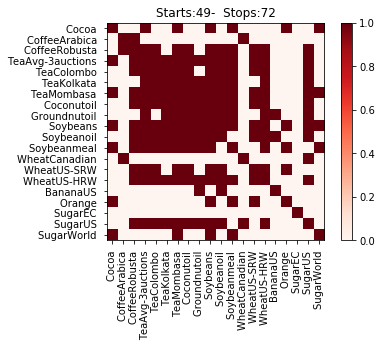 Starts:49- Stops:72
Cocoa
CoffeeArabica
CoffeeRobusta
TeaAvg-3auctions
TeaColombo
TeaKolkata
TeaMombasa
Coconutoil
Groundnutoil
Soybeans
Soybeanoil
Soybeanmeal
WheatCanadian
WheatUS-SRW
WheatUS-HRW
BananaUS
Orange
SugarEC
SugarUS
SugarWorld
Cocoa
CoffeeArabica
CoffeeRobusta
TeaAvg-3auctions
TeaColombo
TeaKolkata
TeaMombasa
Coconutoil
Groundnutoil
Soybeans
Soybeanoil
Soybeanmeal
WheatCanadian
WheatUS-SRW
WheatUS-HRW
BananaUS
Orange
SugarEC
SugarUS
SugarWorld
1.0
0.8
0.6
0.4
0.2
0.0